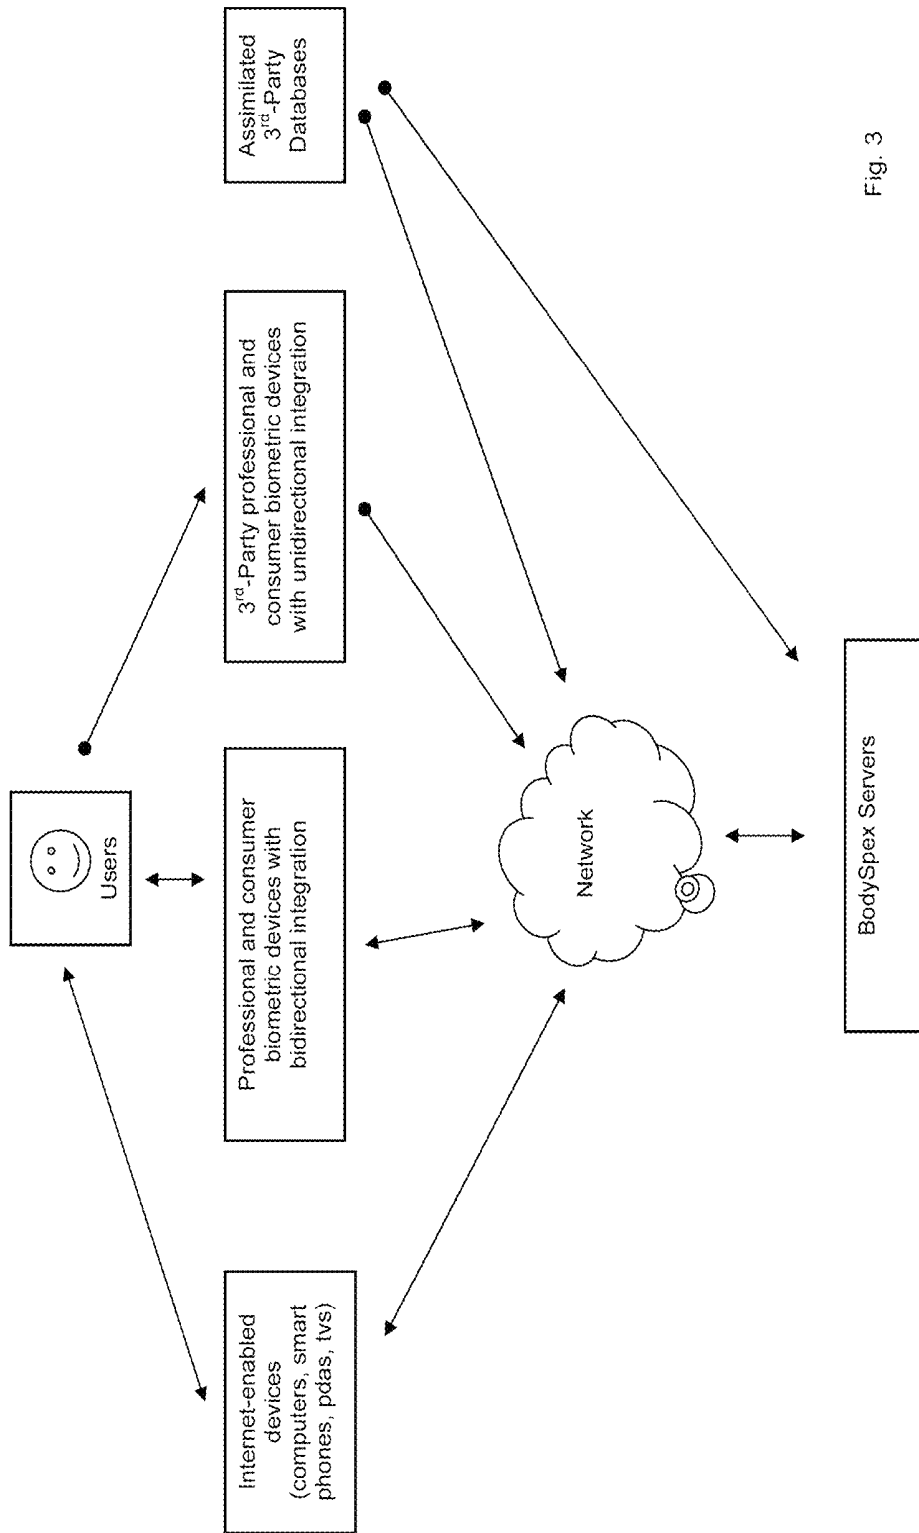 Users
Internet-enabled
devices
(computers, smart
phones, pdas, tvs)
Professional and consumer
biometric devices with
bidirectional integration
3rd-Party professional and
consumer biometric devices
with unidirectional integration
Assimilated
3rd-Party
Databases
Network
BodySpex Servers
Fig. 3